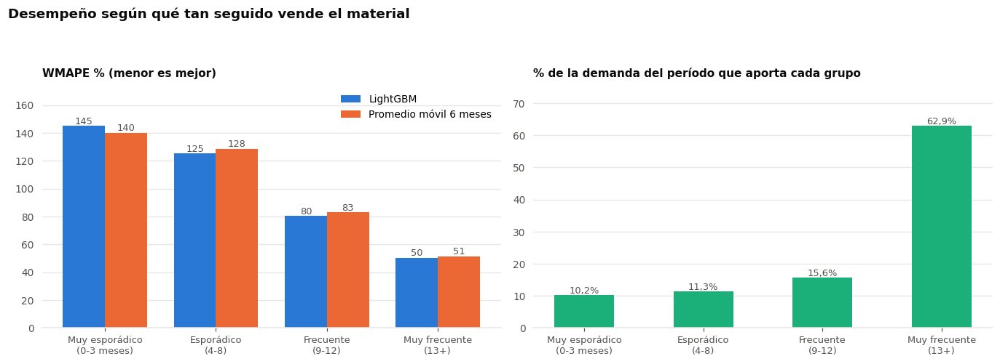 Desempeño según qué tan seguido vende el material
WMAPE % (menor es mejor)
LightGBM
Promedio móvil 6 meses
160
140
120
100
80
60
40
20
0
145
140
125
128
80
83
50
51
Muy esporádico
(0-3 meses)
Esporádico
(4-8)
Frecuente
(9-12)
Muy frecuente
(13+)
% de la demanda del período que aporta cada grupo
70
60
50
40
30
20
10
0
10,2%
11,3%
15,6%
62,9%
Muy esporádico
(0-3 meses)
Esporádico
(4-8)
Frecuente
(9-12)
Muy frecuente
(13+)